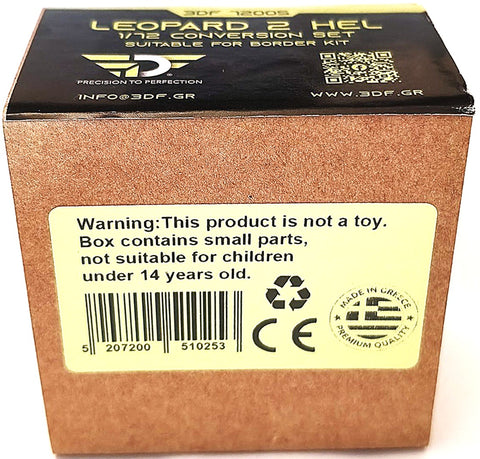 3DF 72005
LEOPARD 2 HEL
1/72 CONVERSION SET
SUITABLE FOR BORDER KIT
PRECISION TO PERFECTION
INFO@3DF.GR
WWW.3DF.GR
Warning:This product is not a toy.
Box contains small parts,
not suitable for children
under 14 years old.
5 207200 510253
CE
MADE IN GREECE
PREMIUM QUALITY